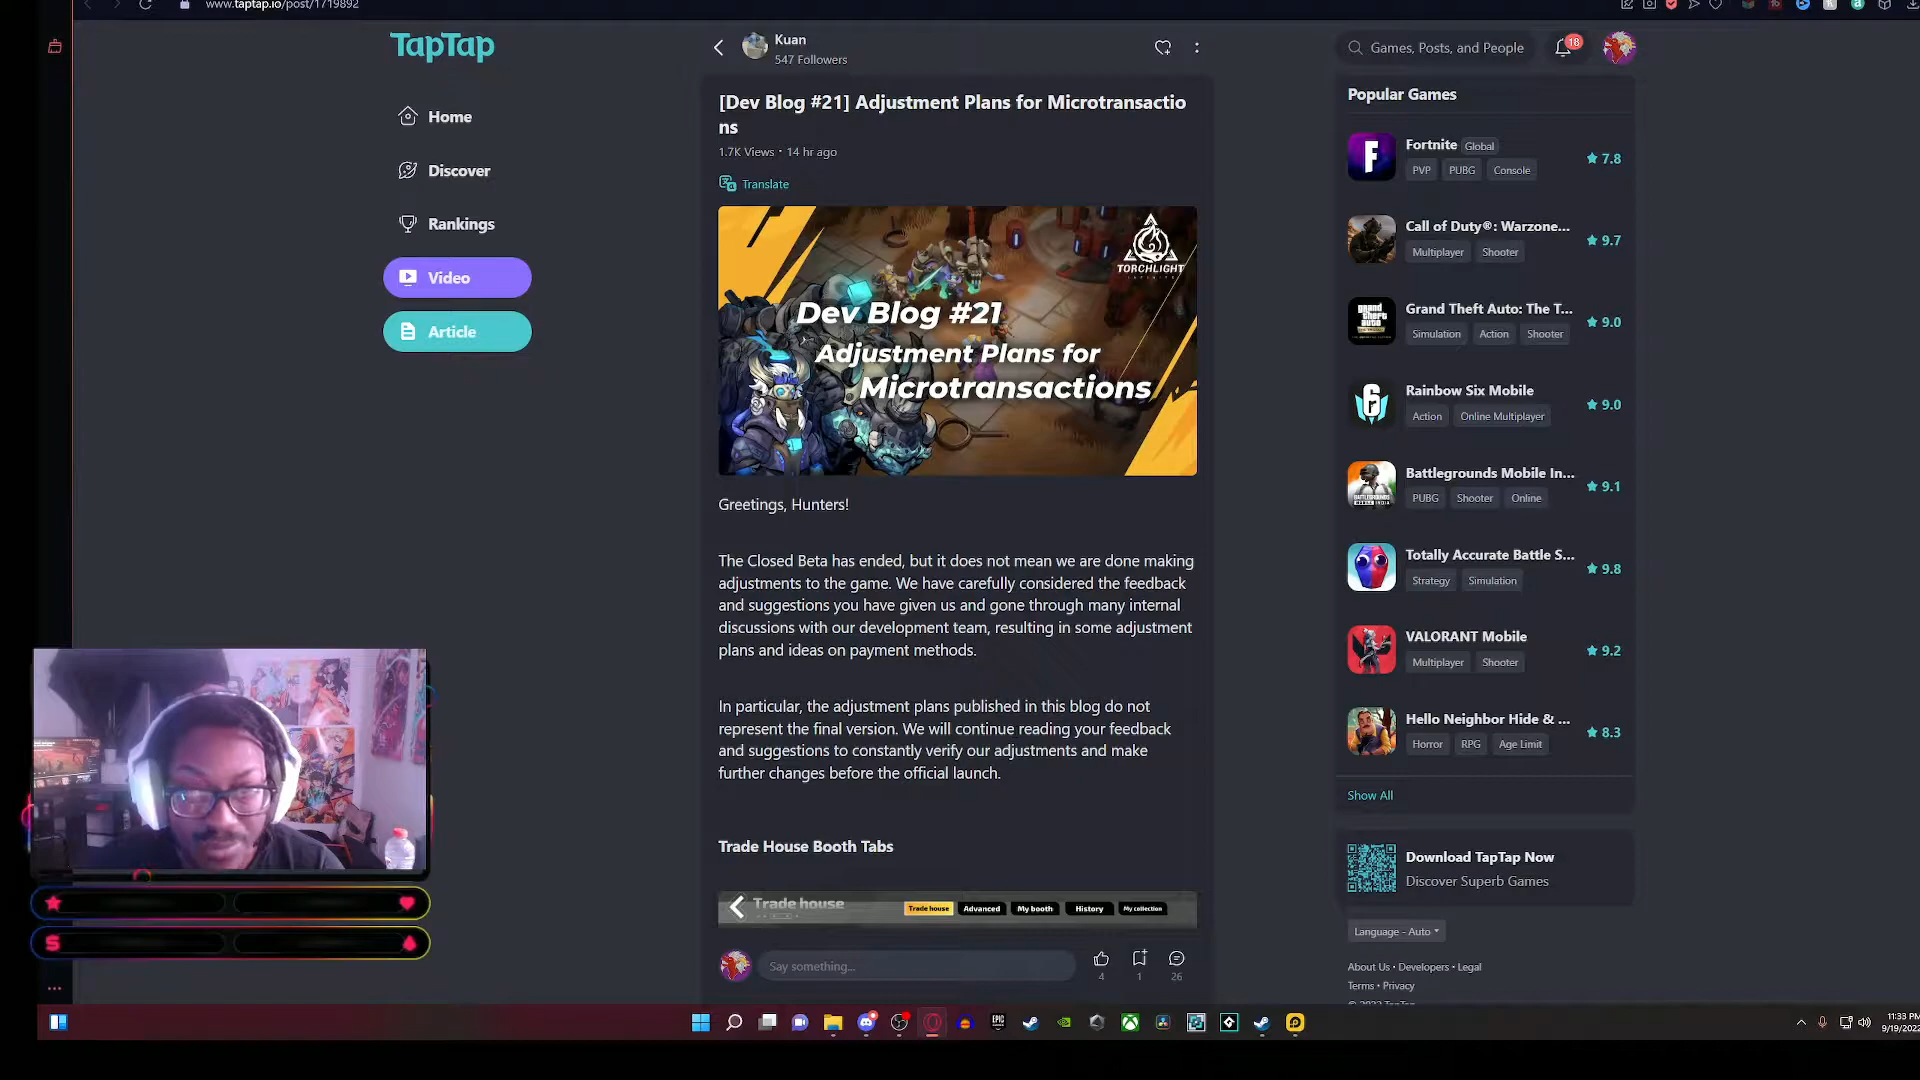 www.taptap.io/post/1719892
TapTap
Home
Discover
Rankings
Video
Article
Kuan
547 Followers
[Dev Blog #21] Adjustment Plans for Microtransactio
ns
1.7K Views • 14 hr ago
Translate
TORCHLIGHT
INFINITE
Dev Blog #21
Adjustment Plans for
Microtransactions
Greetings, Hunters!
The Closed Beta has ended, but it does not mean we are done making
adjustments to the game. We have carefully considered the feedback
and suggestions you have given us and gone through many internal
discussions with our development team, resulting in some adjustment
plans and ideas on payment methods.
In particular, the adjustment plans published in this blog do not
represent the final version. We will continue reading your feedback
and suggestions to constantly verify our adjustments and make
further changes before the official launch.
Trade House Booth Tabs
Trade house
Trade house Advanced My booth History My collection
Say something...
4 1 26
Games, Posts, and People
18
Popular Games
Fortnite Global
PVP PUBG Console
7.8
Call of Duty®: Warzone...
Multiplayer Shooter
9.7
Grand Theft Auto: The T...
Simulation Action Shooter
9.0
Rainbow Six Mobile
Action Online Multiplayer
9.0
Battlegrounds Mobile In...
PUBG Shooter Online
9.1
Totally Accurate Battle S...
Strategy Simulation
9.8
VALORANT Mobile
Multiplayer Shooter
9.2
Hello Neighbor Hide & ...
Horror RPG Age Limit
8.3
Show All
Download TapTap Now
Discover Superb Games
Language - Auto
About Us • Developers • Legal
Terms • Privacy
11:33 PM